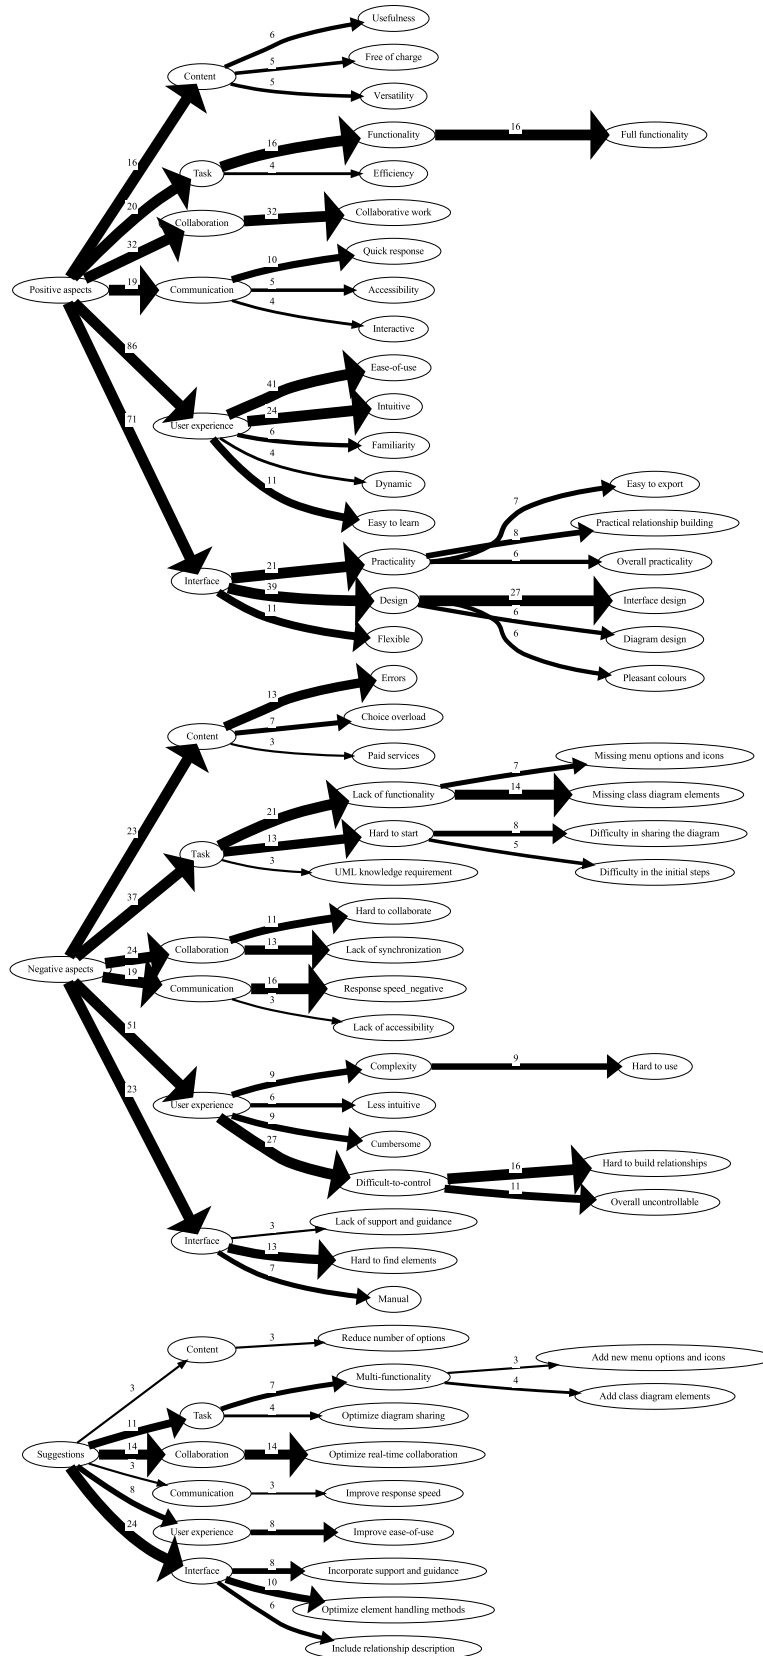 6
Usefulness
5
Free of charge
Content
5
Versatility
16
16
Functionality
16
Full functionality
Task
4
Efficiency
20
32
Collaboration
32
Collaborative work
10
Quick response
Positive aspects
19
Communication
5
Accessibility
4
Interactive
86
41
Ease-of-use
24
Intuitive
71
User experience
6
Familiarity
4
Dynamic
11
Easy to learn
7
Easy to export
8
Practical relationship building
21
Practicality
6
Overall practicality
Interface
39
Design
27
Interface design
11
Flexible
6
Diagram design
6
Pleasant colours
13
Errors
7
Choice overload
Content
3
Paid services
23
7
Missing menu options and icons
21
Lack of functionality
14
Missing class diagram elements
13
Hard to start
8
Difficulty in sharing the diagram
Task
3
UML knowledge requirement
5
Difficulty in the initial steps
37
11
Hard to collaborate
24
Collaboration
13
Lack of synchronization
Negative aspects
19
Communication
16
Response speed_negative
3
Lack of accessibility
51
9
Complexity
9
Hard to use
23
User experience
6
Less intuitive
9
Cumbersome
27
Difficult-to-control
16
Hard to build relationships
11
Overall uncontrollable
3
Lack of support and guidance
Interface
13
Hard to find elements
7
Manual
Content
3
Reduce number of options
3
7
Multi-functionality
3
Add new menu options and icons
4
Add class diagram elements
11
Task
4
Optimize diagram sharing
Suggestions
14
Collaboration
14
Optimize real-time collaboration
3
Communication
3
Improve response speed
8
User experience
8
Improve ease-of-use
24
Interface
8
Incorporate support and guidance
10
Optimize element handling methods
6
Include relationship description